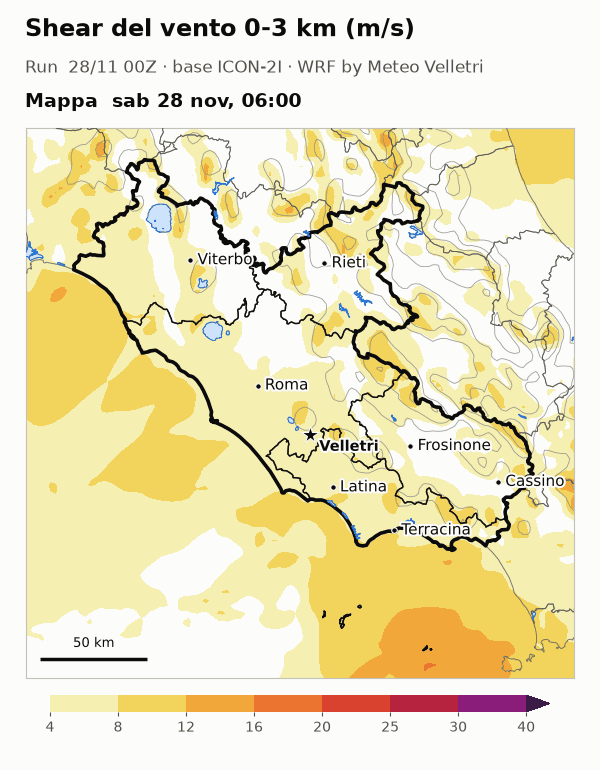 Shear del vento 0-3 km (m/s)
Run 28/11 00Z · base ICON-2I · WRF by Meteo Velletri
Mappa sab 28 nov, 06:00
Viterbo
Rieti
Roma
Velletri
Frosinone
Latina
Cassino
Terracina
50 km
4 8 12 16 20 25 30 40